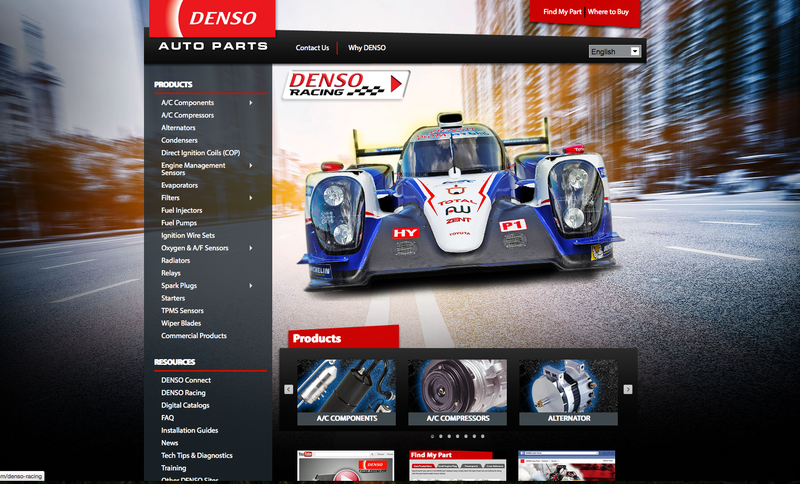 DENSO
AUTO PARTS
Find My Part | Where to Buy
Contact Us | Why DENSO
English
PRODUCTS
A/C Components
A/C Compressors
Alternators
Condensers
Direct Ignition Coils (COP)
Engine Management
Sensors
Evaporators
Filters
Fuel Injectors
Fuel Pumps
Ignition Wire Sets
Oxygen & A/F Sensors
Radiators
Relays
Spark Plugs
Starters
TPMS Sensors
Wiper Blades
Commercial Products
RESOURCES
DENSO Connect
DENSO Racing
Digital Catalogs
FAQ
Installation Guides
News
Tech Tips & Diagnostics
Training
Other DENSO Sites
DENSO
RACING
TOTAL
ZENT
TOYOTA
HY
P1
MICHELIN
Products
A/C COMPONENTS
A/C COMPRESSORS
ALTERNATOR
YouTube
DENSO
Find My Part
m/denso-racing